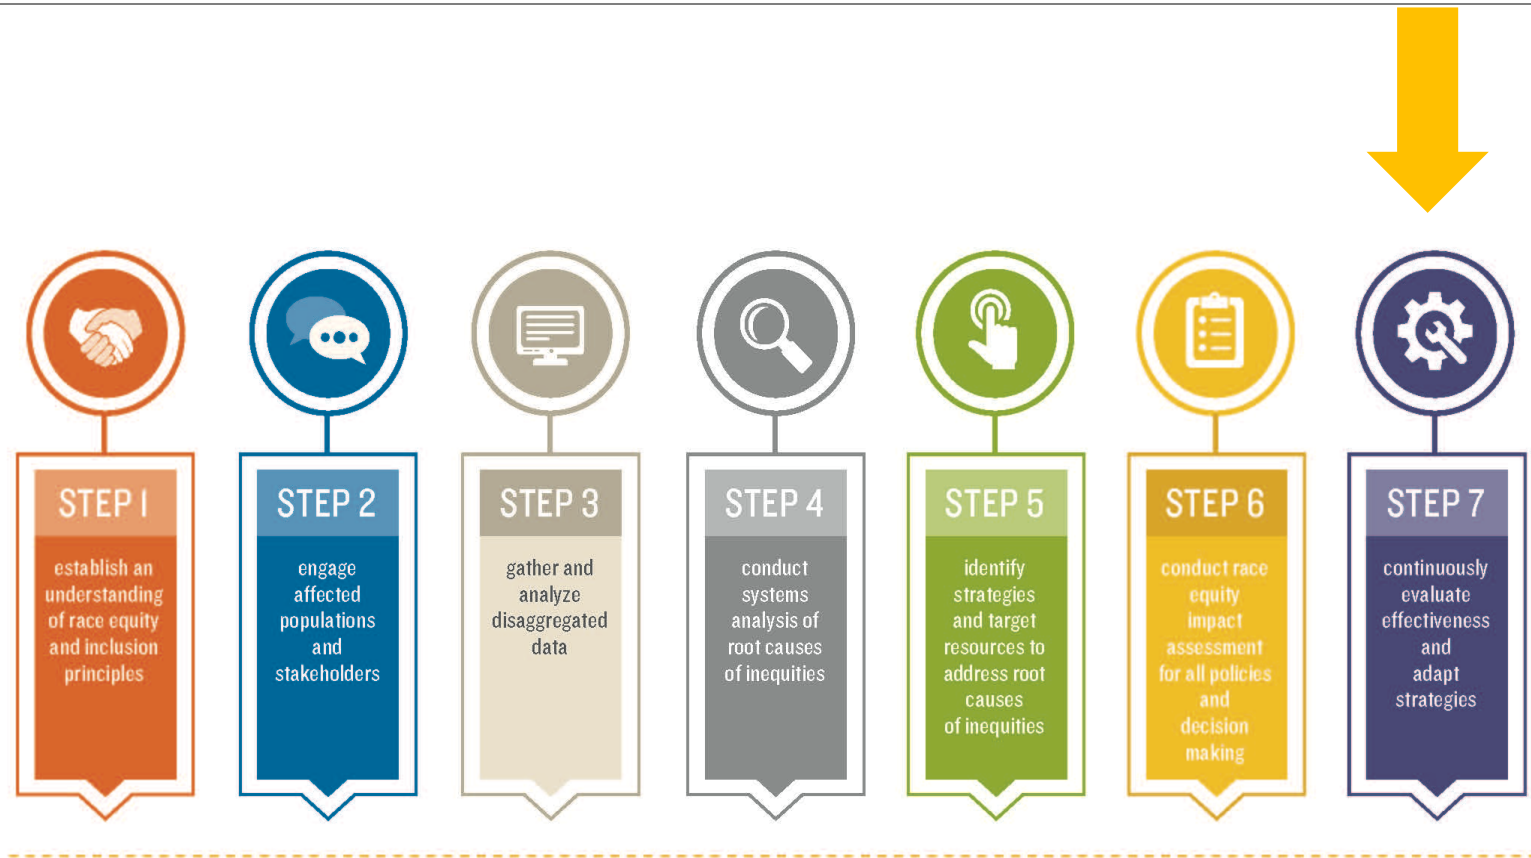 STEP 1
establish an
understanding
of race equity
and inclusion
principles
STEP 2
engage
affected
populations
and
stakeholders
STEP 3
gather and
analyze
disaggregated
data
STEP 4
conduct
systems
analysis of
root causes
of inequities
STEP 5
identify
strategies
and target
resources to
address root
causes
of inequities
STEP 6
conduct race
equity
impact
assessment
for all policies
and
decision
making
STEP 7
continuously
evaluate
effectiveness
and
adapt
strategies